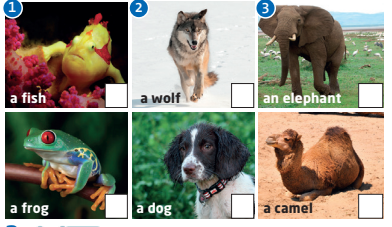 1
2
3
a fish
a wolf
an elephant
a frog
a dog
a camel